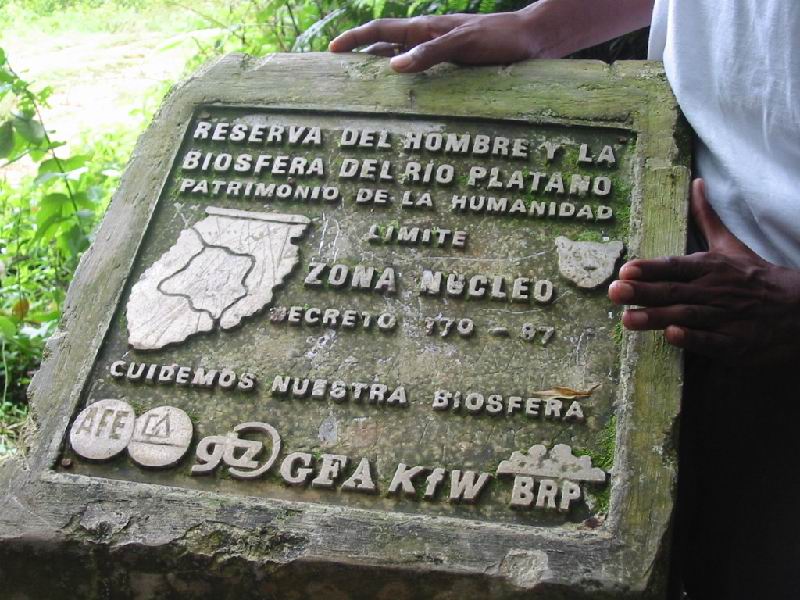 RESERVA DEL HOMBRE Y LA
BIOSFERA DEL RIO PLATANO
PATRIMONIO DE LA HUMANIDAD
LIMITE
ZONA NUCLEO
DECRETO 770 - 97
CUIDEMOS NUESTRA BIOSFERA
AFE gtz GFA KfW BRP